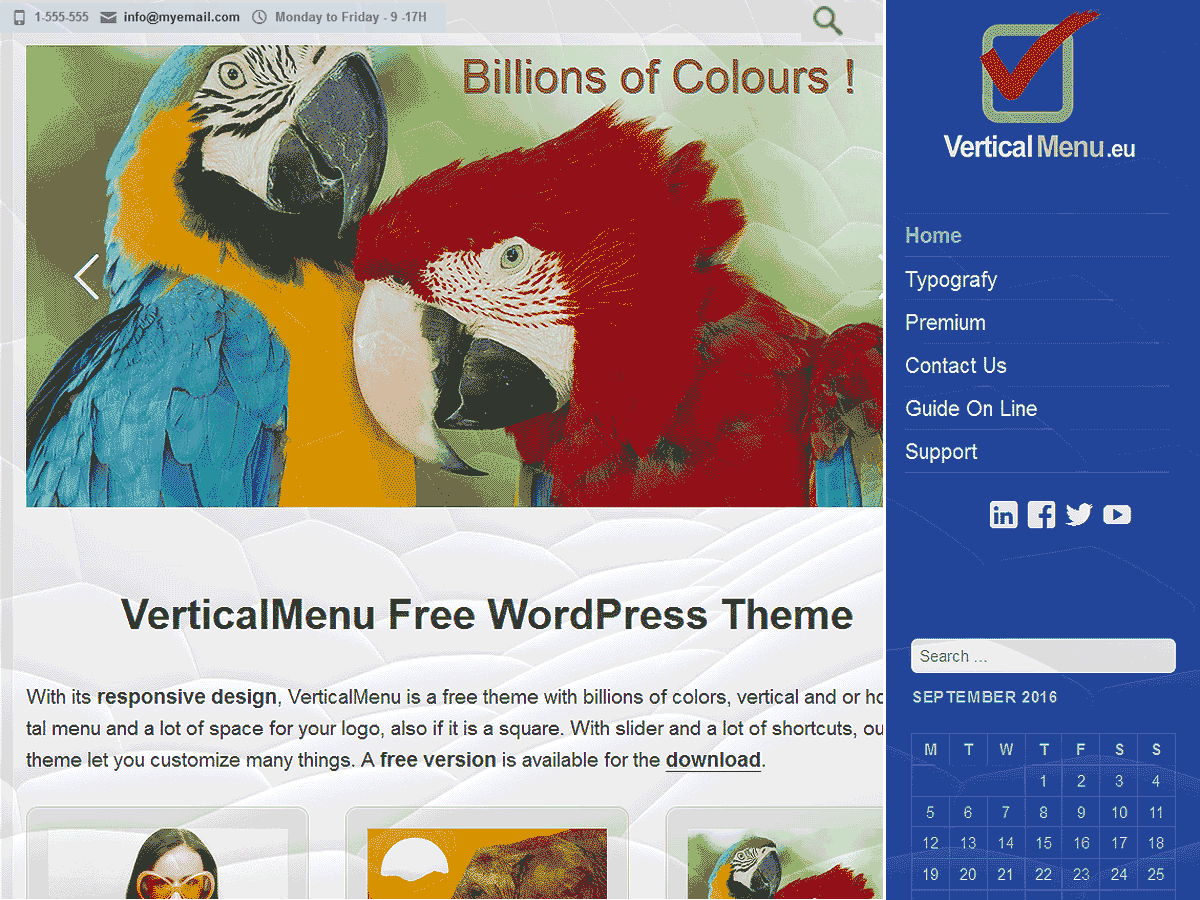 1-555-555 info@myemail.com Monday to Friday - 9 -17H
Billions of Colours !
VerticalMenu Free WordPress Theme
With its responsive design, VerticalMenu is a free theme with billions of colors, vertical and or ho
tal menu and a lot of space for your logo, also if it is a square. With slider and a lot of shortcuts, ou
theme let you customize many things. A free version is available for the download.
Vertical Menu.eu
Home
Typografy
Premium
Contact Us
Guide On Line
Support
in
Search ...
SEPTEMBER 2016
M T W T F S S
1 2 3 4
5 6 7 8 9 10 11
12 13 14 15 16 17 18
19 20 21 22 23 24 25